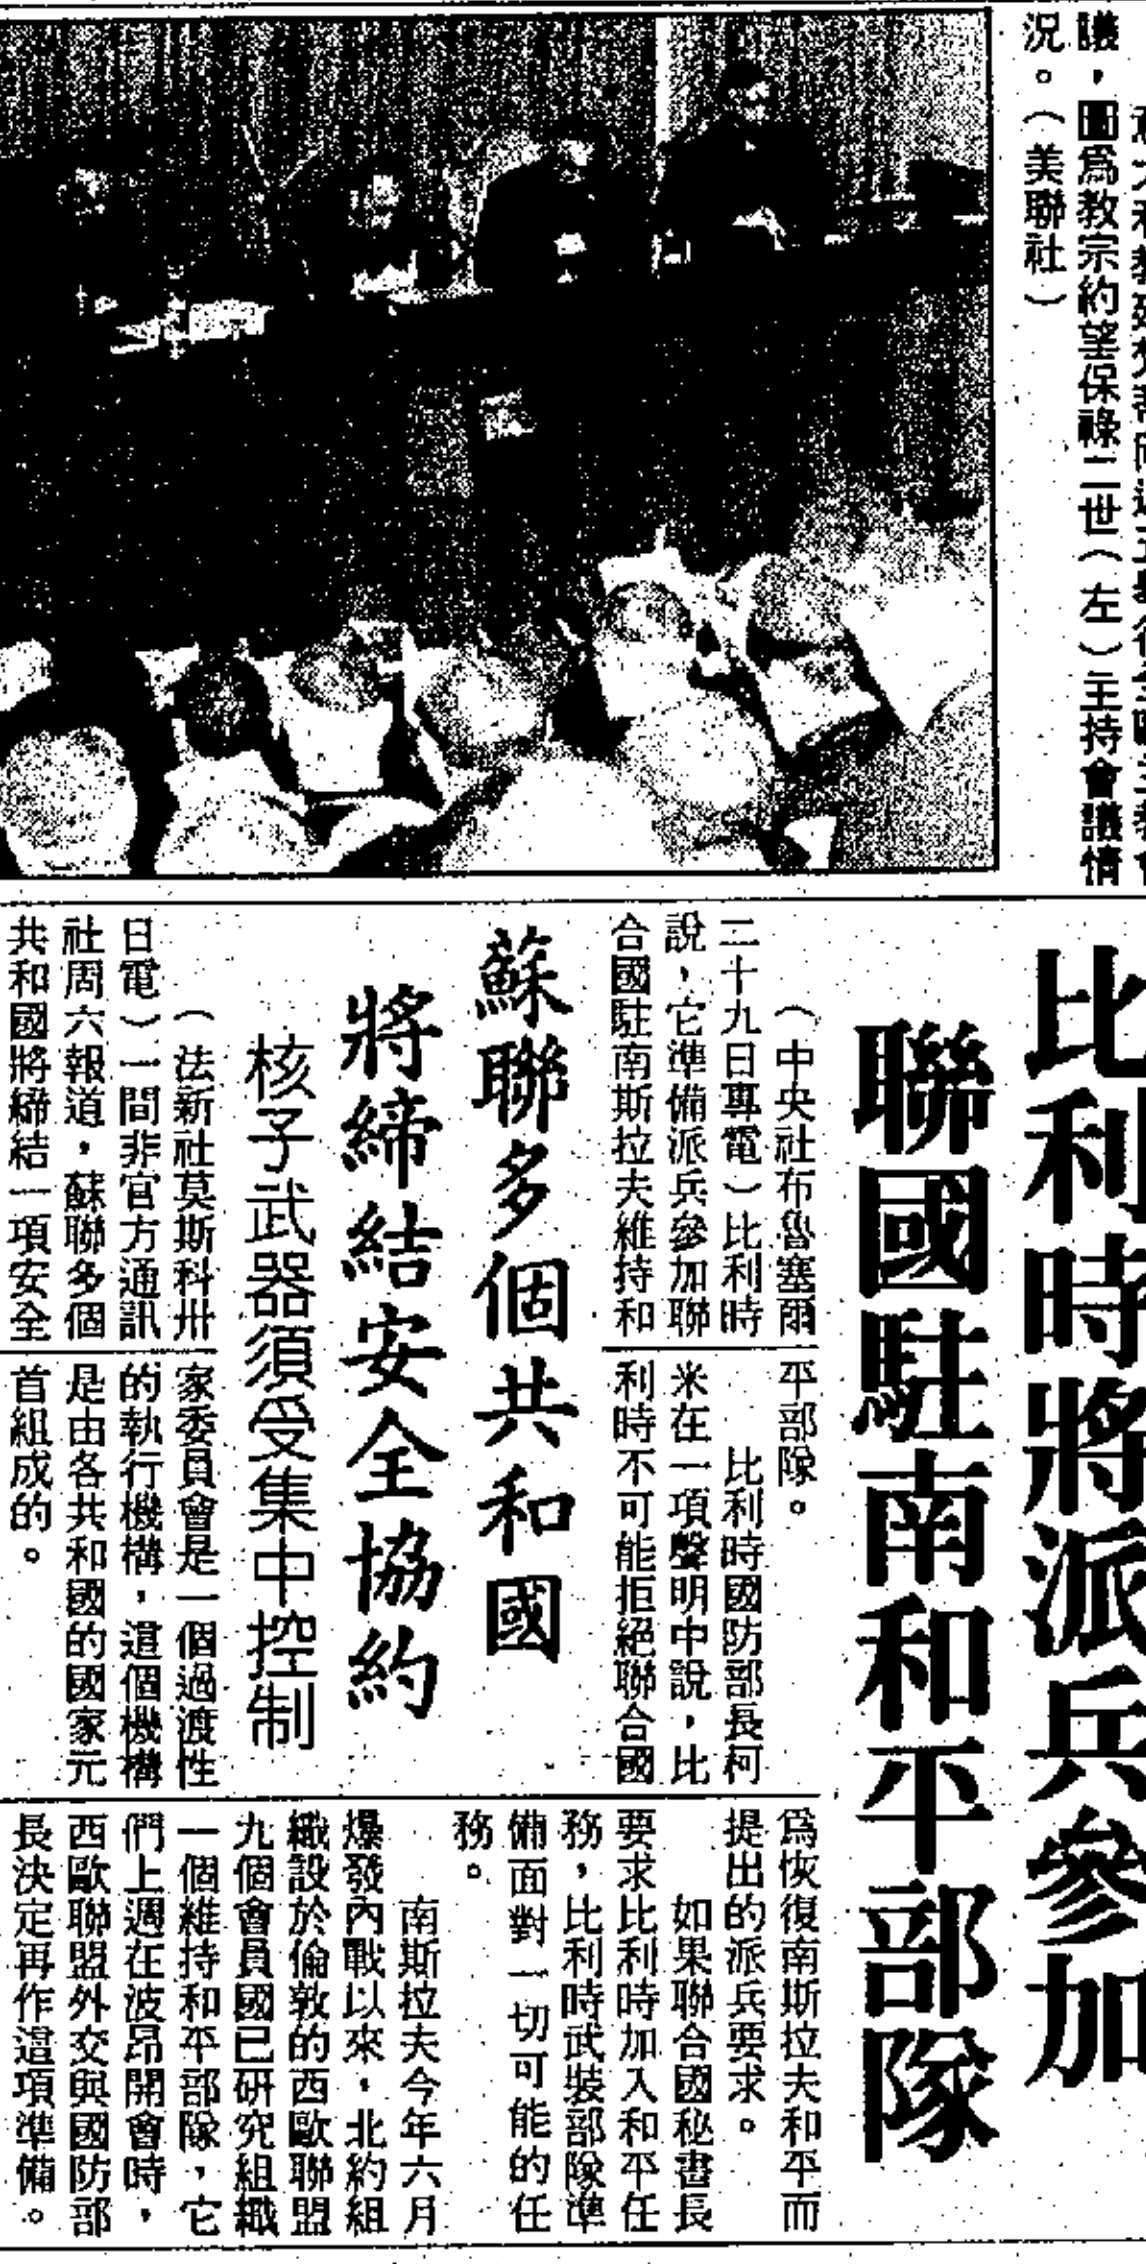 議，圖為教宗約望保祿二世（左）主持會議情
況。（美聯社）
比利時將派兵參加
聯國駐南和平部隊
（中央社布魯塞爾
二十九日專電）比利時
說，它準備派兵參加聯
合國駐南斯拉夫維持和
平部隊。
比利時國防部長柯
米在一項聲明中說，比
利時不可能拒絕聯合國
為恢復南斯拉夫和平而
提出的派兵要求。
如果聯合國秘書長
要求比利時加入和平任
務，比利時武裝部隊準
備面對一切可能的任
務。
南斯拉夫今年六月
爆發內戰以來，北約組
織設於倫敦的西歐聯盟
九個會員國已研究組織
一個維持和平部隊，它
們上週在波昂開會時，
西歐聯盟外交與國防部
長決定再作這項準備。
蘇聯多個共和國
將締結安全協約
核子武器須受集中控制
（法新社莫斯科卅
日電）一間非官方通訊
社周六報道，蘇聯多個
共和國將締結一項安全
家委員會是一個過渡性
的執行機構，這個機構
是由各共和國的國家元
首組成的。